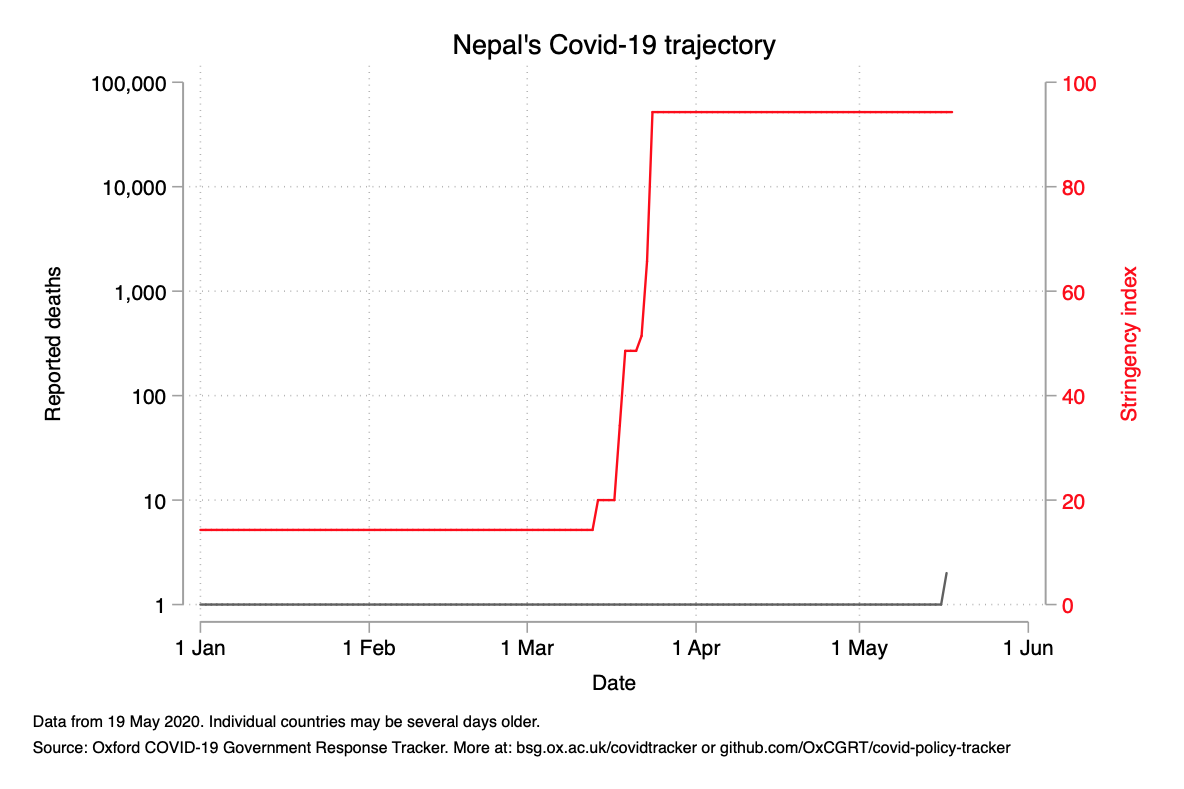 Nepal's Covid-19 trajectory
100,000
10,000
1,000
100
10
1
Reported deaths
100
80
60
40
20
0
Stringency index
1 Jan 1 Feb 1 Mar 1 Apr 1 May 1 Jun
Date
Data from 19 May 2020. Individual countries may be several days older.
Source: Oxford COVID-19 Government Response Tracker. More at: bsg.ox.ac.uk/covidtracker or github.com/OxCGRT/covid-policy-tracker